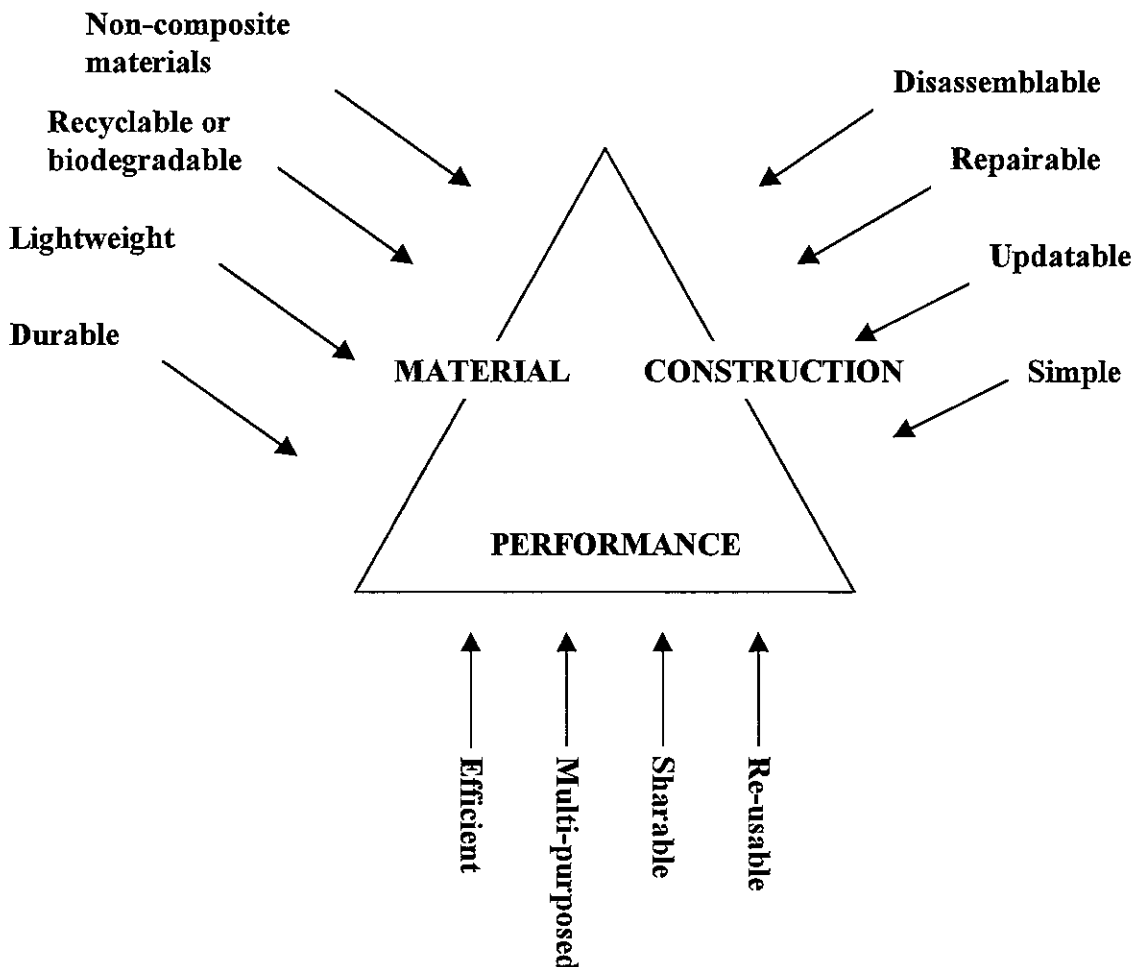 Non-composite
materials
Recyclable or
biodegradable
Lightweight
Durable
Disassemblable
Repairable
Updatable
Simple
MATERIAL
CONSTRUCTION
PERFORMANCE
Efficient
Multi-purposed
Sharable
Re-usable